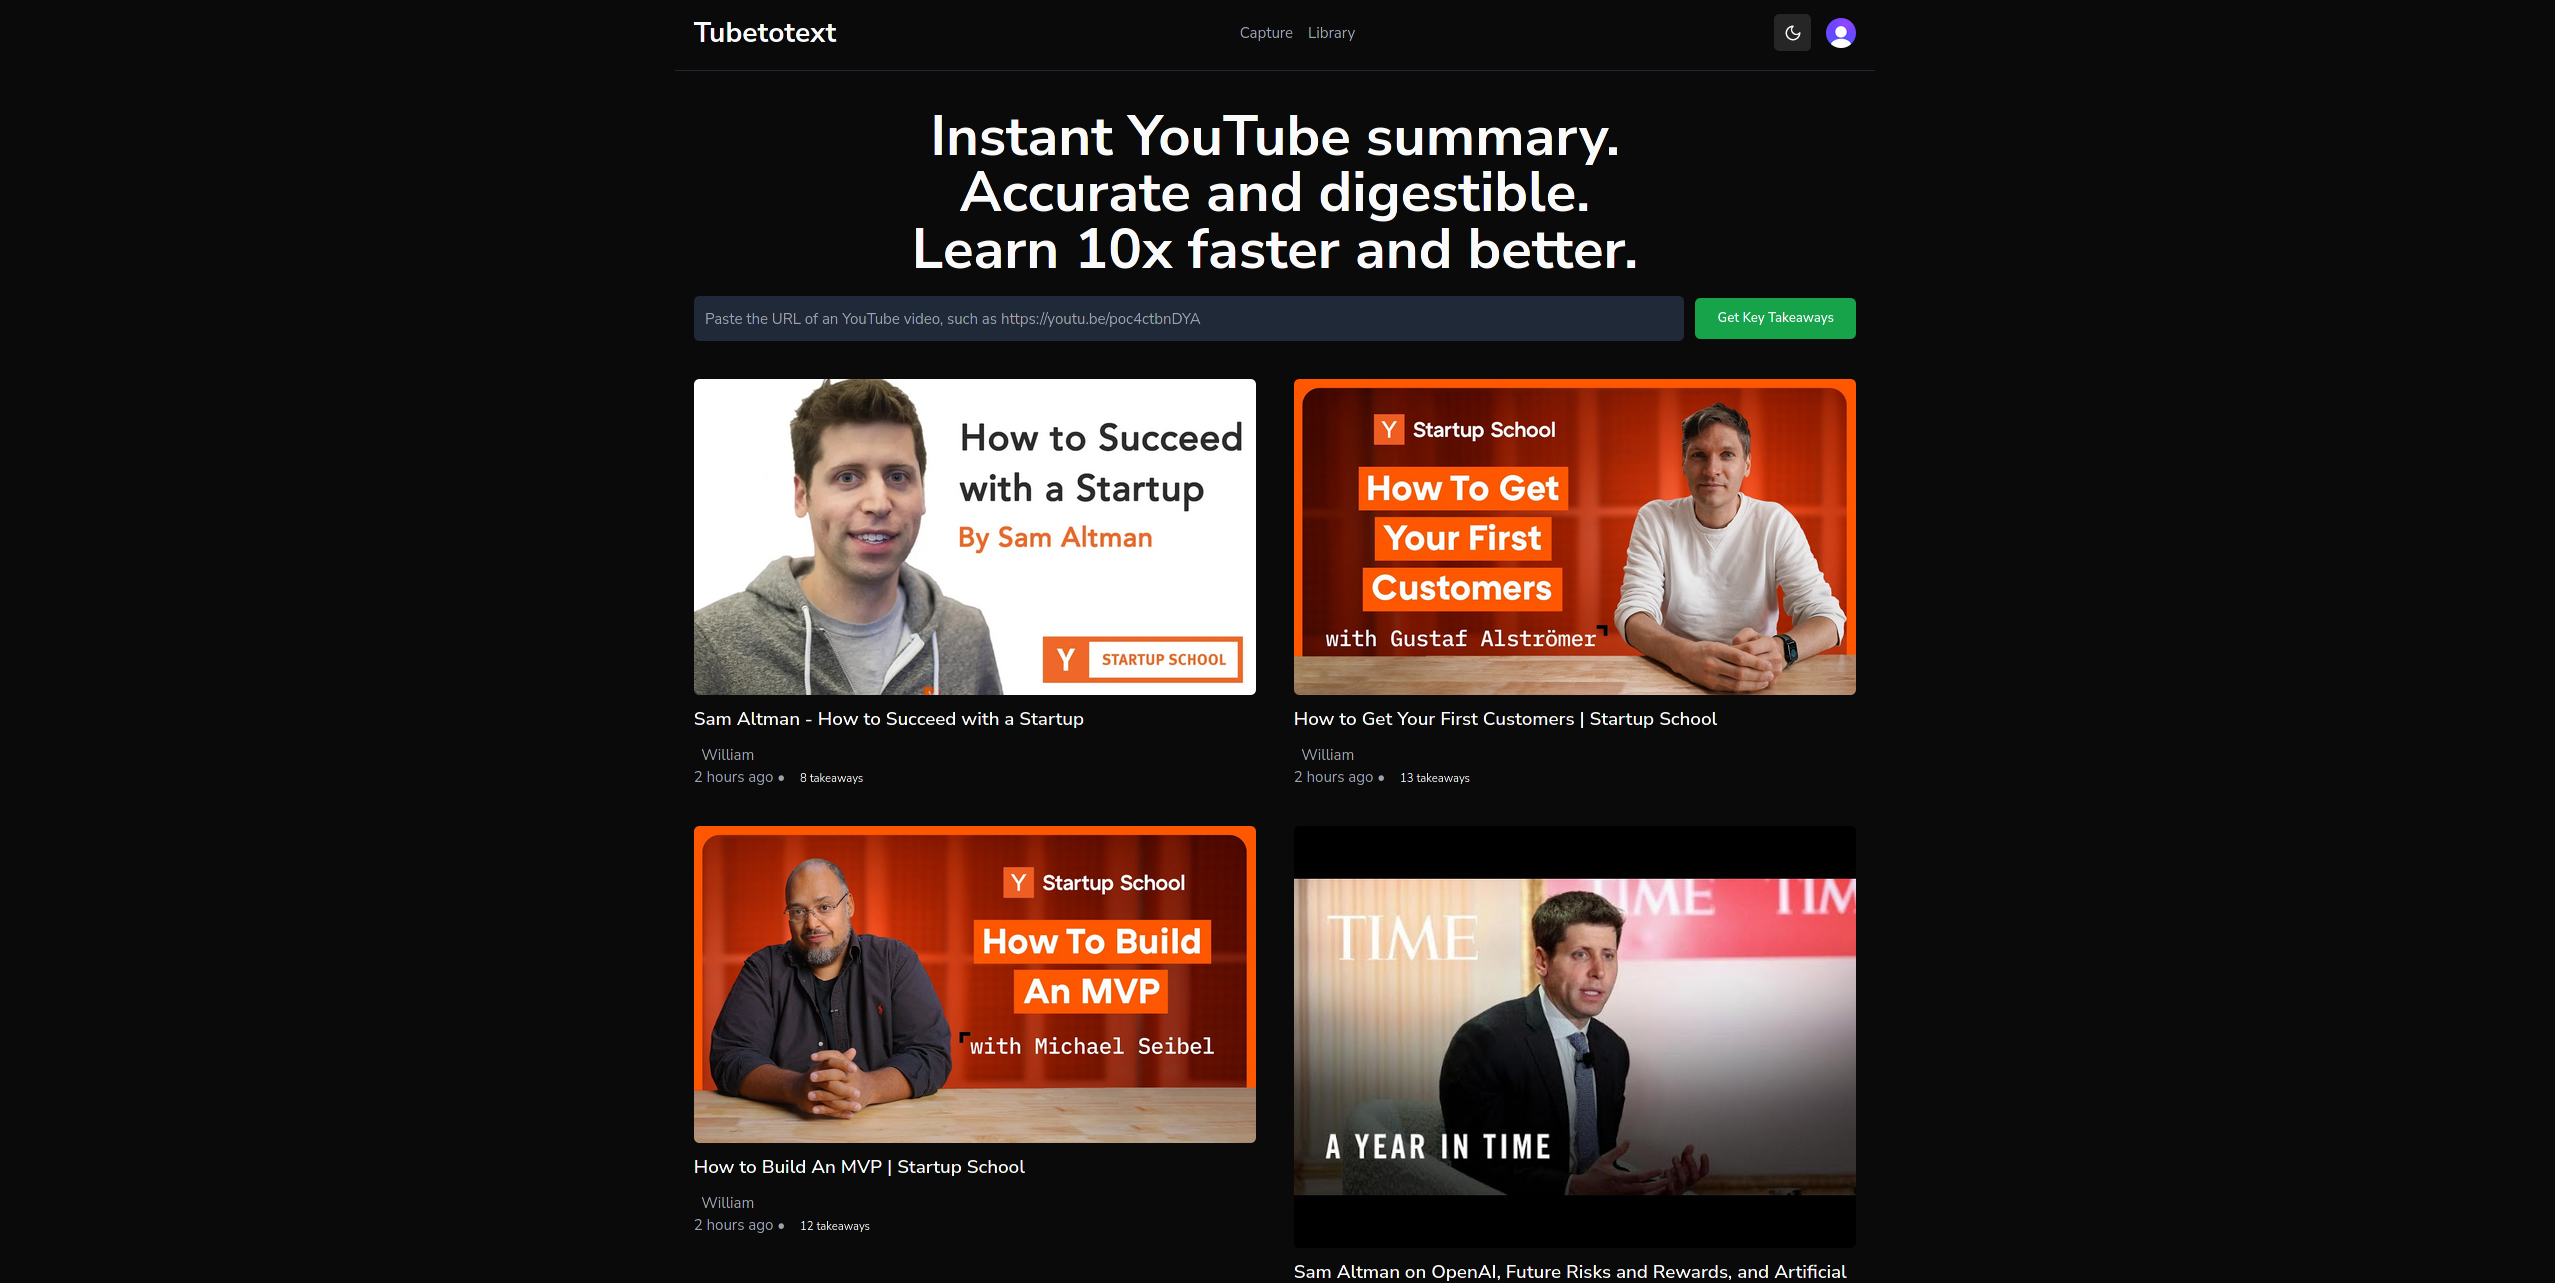 Tubetotext
Capture Library
Instant YouTube summary.
Accurate and digestible.
Learn 10x faster and better.
Paste the URL of an YouTube video, such as https://youtu.be/poc4ctbnDYA
Get Key Takeaways
How to Succeed
with a Startup
By Sam Altman
Y STARTUP SCHOOL
Sam Altman - How to Succeed with a Startup
William
2 hours ago • 8 takeaways
Y Startup School
How To Get
Your First
Customers
with Gustaf Alströmer
How to Get Your First Customers | Startup School
William
2 hours ago • 13 takeaways
Y Startup School
How To Build
An MVP
with Michael Seibel
How to Build An MVP | Startup School
William
2 hours ago • 12 takeaways
TIME
TIME TIM
A YEAR IN TIME
Sam Altman on OpenAI, Future Risks and Rewards, and Artificial